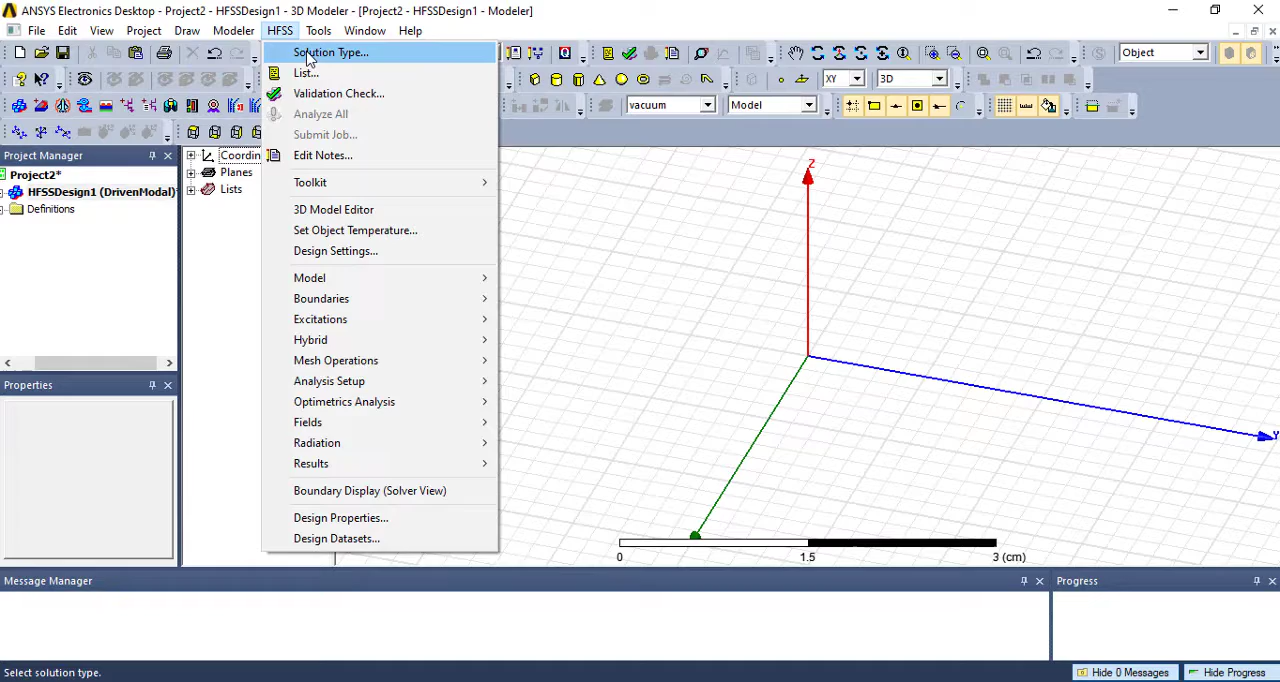 ANSYS Electronics Desktop - Project2 - HFSSDesign1 - 3D Modeler - [Project2 - HFSSDesign1 - Modeler]
File Edit View Project Draw Modeler HFSS Tools Window Help
Object
XY 3D
vacuum Model
Project Manager
Project2*
HFSSDesign1 (DrivenModal)*
Definitions
Properties
Coordin
Planes
Lists
Solution Type...
List...
Validation Check...
Analyze All
Submit Job...
Edit Notes...
Toolkit
3D Model Editor
Set Object Temperature...
Design Settings...
Model
Boundaries
Excitations
Hybrid
Mesh Operations
Analysis Setup
Optimetrics Analysis
Fields
Radiation
Results
Boundary Display (Solver View)
Design Properties...
Design Datasets...
Z
Y
0 1.5 3 (cm)
Message Manager
Progress
Select solution type.
Hide 0 Messages
Hide Progress